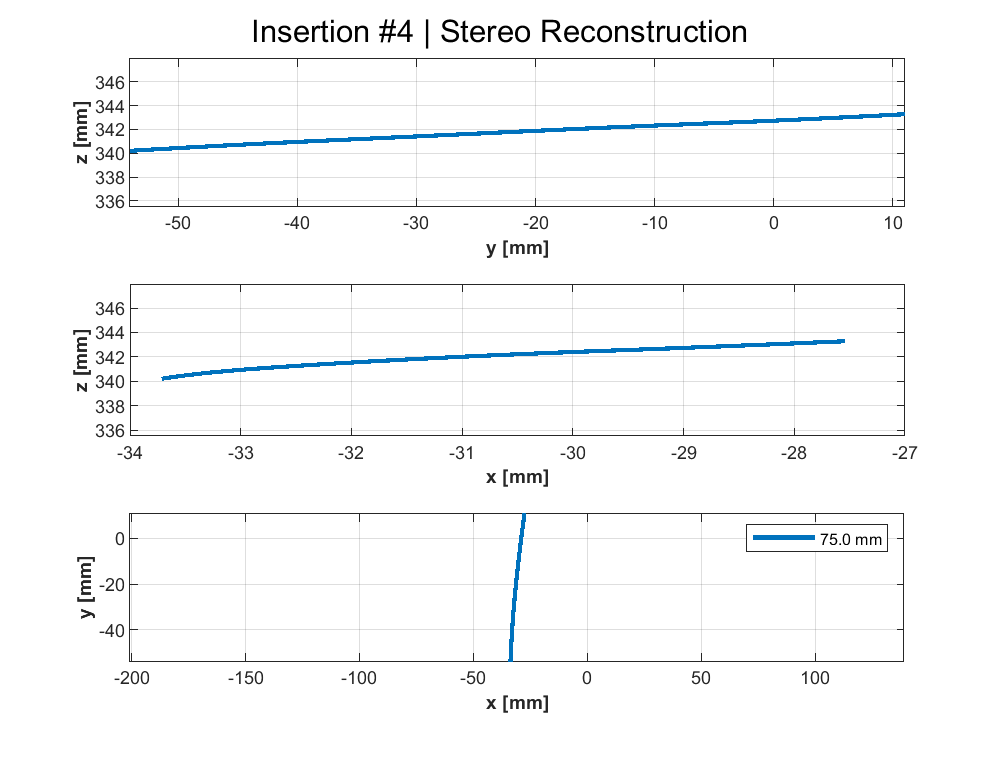 Insertion #4 | Stereo Reconstruction
346
344
342
340
338
336
z [mm]
-50 -40 -30 -20 -10 0 10
y [mm]
346
344
342
340
338
336
z [mm]
-34 -33 -32 -31 -30 -29 -28 -27
x [mm]
75.0 mm
0
-20
-40
y [mm]
-200 -150 -100 -50 0 50 100
x [mm]